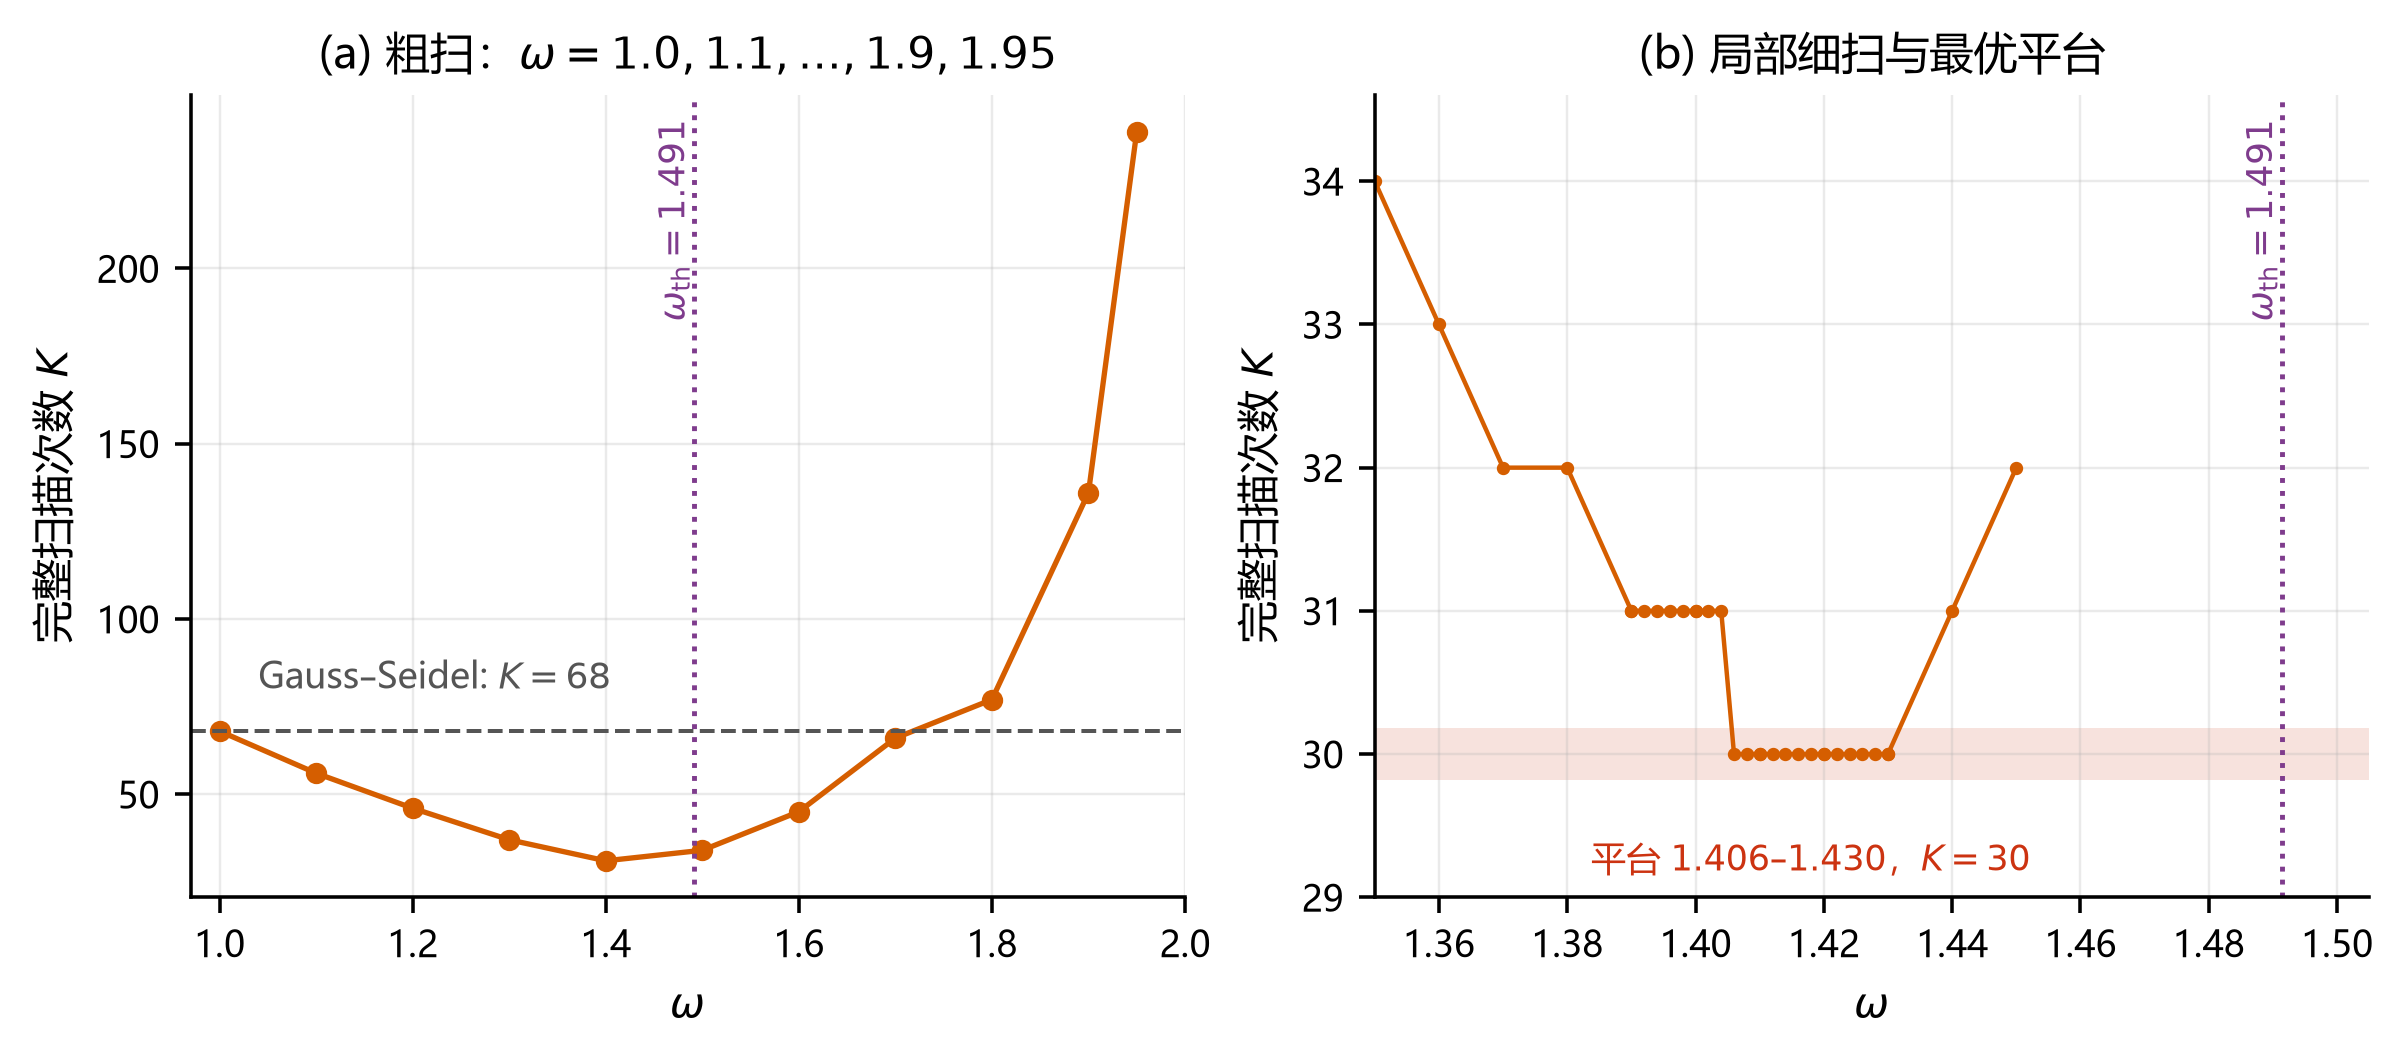 (a) 粗扫：ω = 1.0, 1.1, ..., 1.9, 1.95
完整扫描次数 K
200
150
100
50
ω_th = 1.491
Gauss–Seidel: K = 68
1.0 1.2 1.4 1.6 1.8 2.0
ω
(b) 局部细扫与最优平台
完整扫描次数 K
34
33
32
31
30
29
ω_th = 1.491
平台 1.406–1.430，K = 30
1.36 1.38 1.40 1.42 1.44 1.46 1.48 1.50
ω